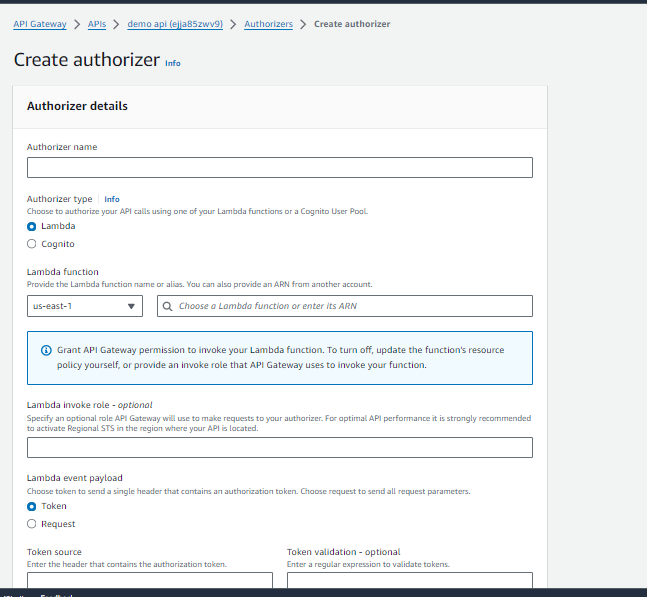 API Gateway > APIs > demo api (ejja85zwv9) > Authorizers > Create authorizer
Create authorizer Info
Authorizer details
Authorizer name
Authorizer type | Info
Choose to authorize your API calls using one of your Lambda functions or a Cognito User Pool.
Lambda
Cognito
Lambda function
Provide the Lambda function name or alias. You can also provide an ARN from another account.
us-east-1 Choose a Lambda function or enter its ARN
Grant API Gateway permission to invoke your Lambda function. To turn off, update the function's resource
policy yourself, or provide an invoke role that API Gateway uses to invoke your function.
Lambda invoke role - optional
Specify an optional role API Gateway will use to make requests to your authorizer. For optimal API performance it is strongly recommended
to activate Regional STS in the region where your API is located.
Lambda event payload
Choose token to send a single header that contains an authorization token. Choose request to send all request parameters.
Token
Request
Token source Token validation - optional
Enter the header that contains the authorization token. Enter a regular expression to validate tokens.